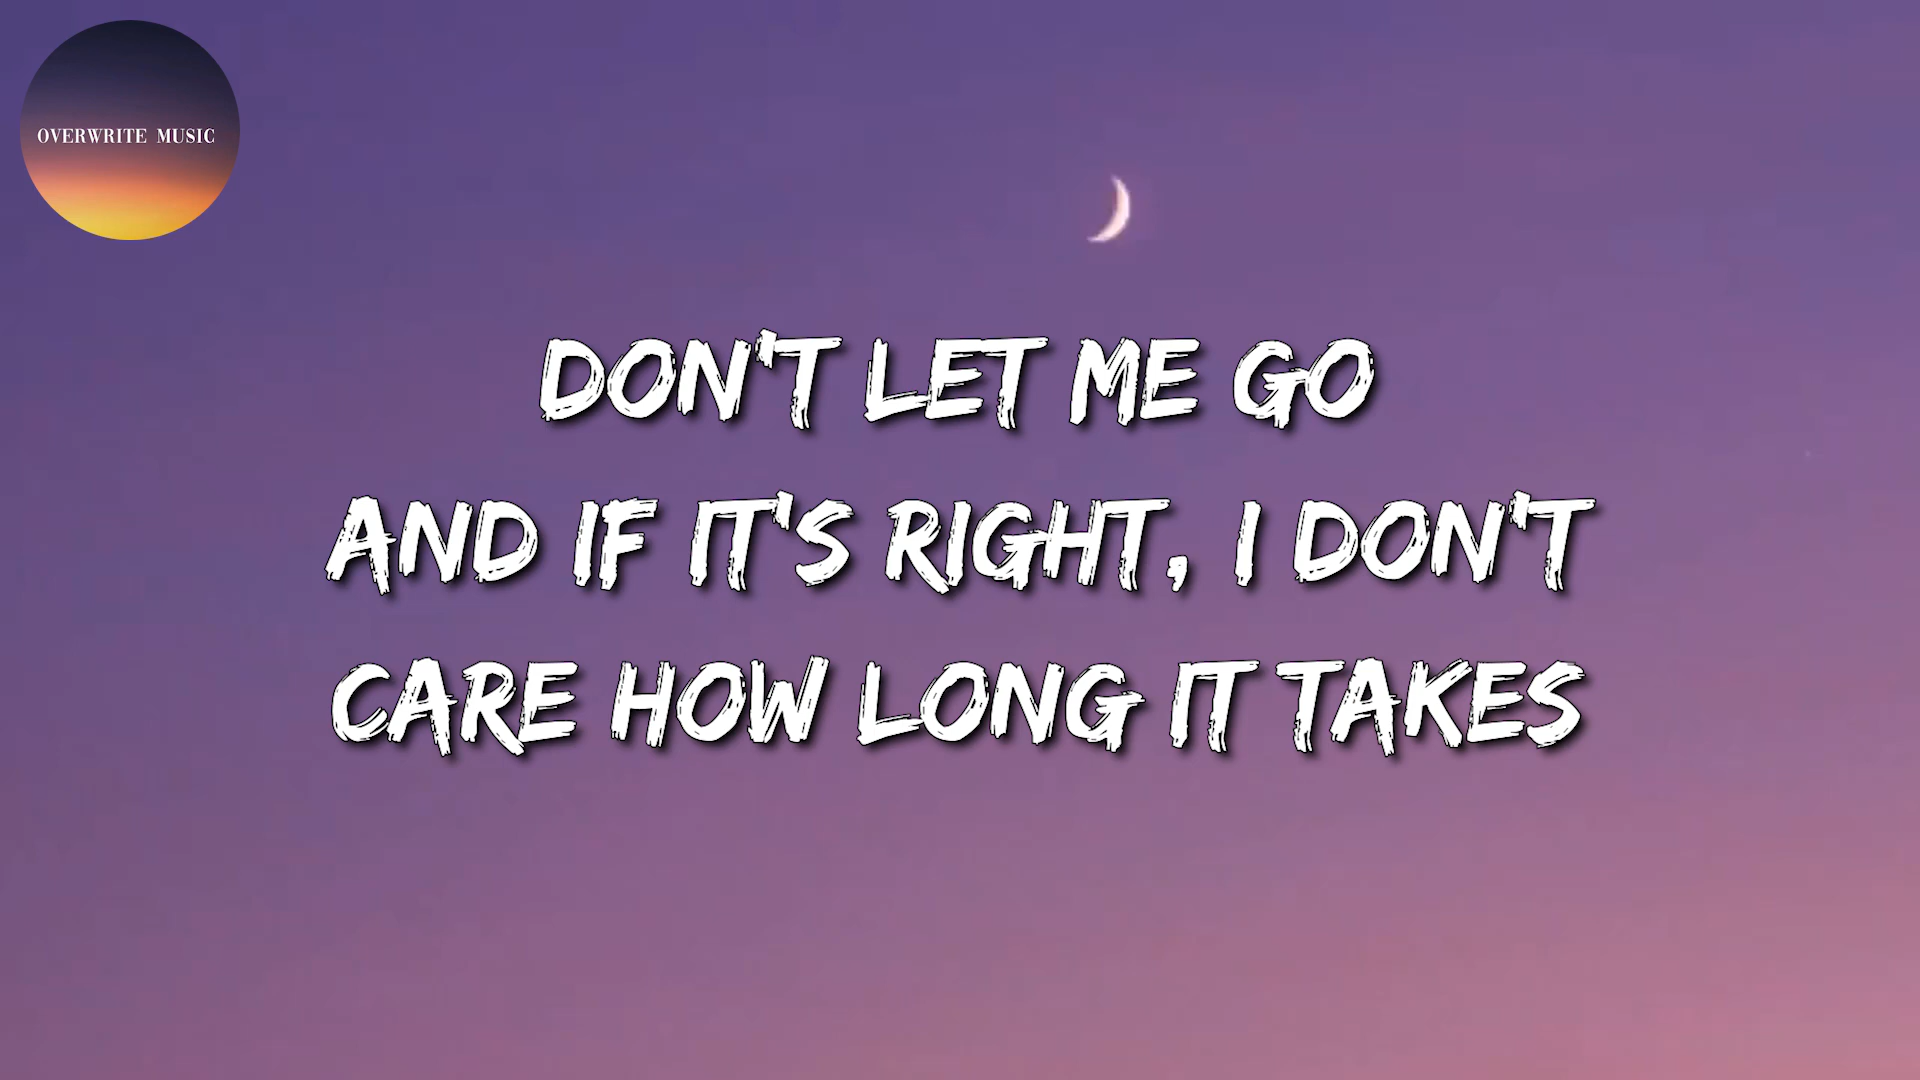 OVERWRITE MUSIC
DON'T LET ME GO
AND IF IT'S RIGHT, I DON'T
CARE HOW LONG IT TAKES